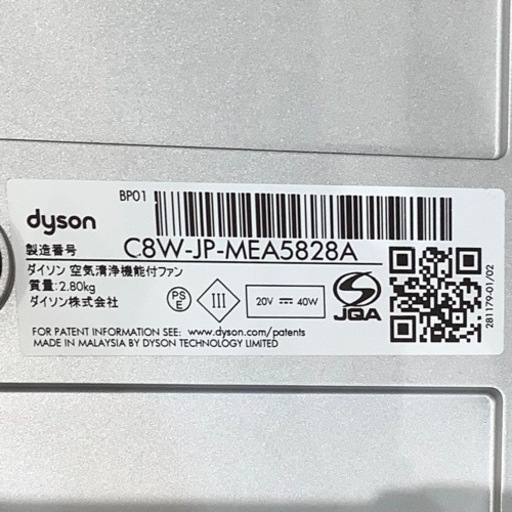 BP01
dyson
製造番号 C8W-JP-MEA5828A
ダイソン 空気清浄機能付ファン
質量：2.80kg
ダイソン株式会社
PS E
III
20V ⎓ 40W
JQA
281179-01/02
FOR PATENT INFORMATION SEE: www.dyson.com/patents
MADE IN MALAYSIA BY DYSON TECHNOLOGY LIMITED